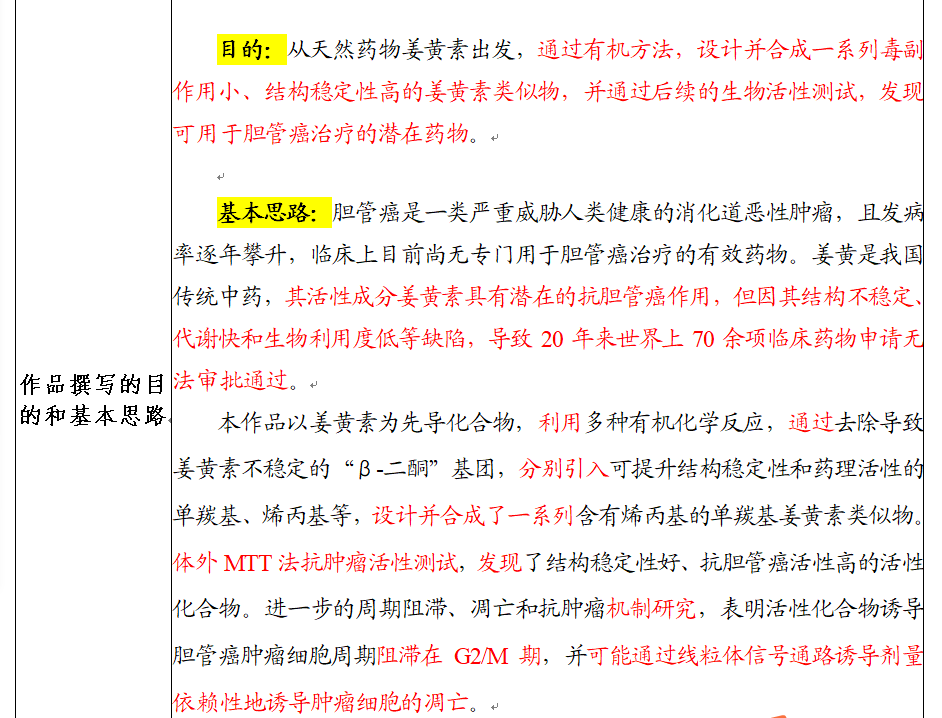 目的：从天然药物姜黄素出发，通过有机方法，设计并合成一系列毒副
作用小、结构稳定性高的姜黄素类似物，并通过后续的生物活性测试，发现
可用于胆管癌治疗的潜在药物。
基本思路：胆管癌是一类严重威胁人类健康的消化道恶性肿瘤，且发病
率逐年攀升，临床上目前尚无专门用于胆管癌治疗的有效药物。姜黄是我国
传统中药，其活性成分姜黄素具有潜在的抗胆管癌作用，但因其结构不稳定、
代谢快和生物利用度低等缺陷，导致 20 年来世界上 70 余项临床药物申请无
法审批通过。
作品撰写的目
的和基本思路
本作品以姜黄素为先导化合物，利用多种有机化学反应，通过去除导致
姜黄素不稳定的“β-二酮”基团，分别引入可提升结构稳定性和药理活性的
单羰基、烯丙基等，设计并合成了一系列含有烯丙基的单羰基姜黄素类似物。
体外 MTT 法抗肿瘤活性测试，发现了结构稳定性好、抗胆管癌活性高的活性
化合物。进一步的周期阻滞、凋亡和抗肿瘤机制研究，表明活性化合物诱导
胆管癌肿瘤细胞周期阻滞在 G2/M 期，并可能通过线粒体信号通路诱导剂量
依赖性地诱导肿瘤细胞的凋亡。